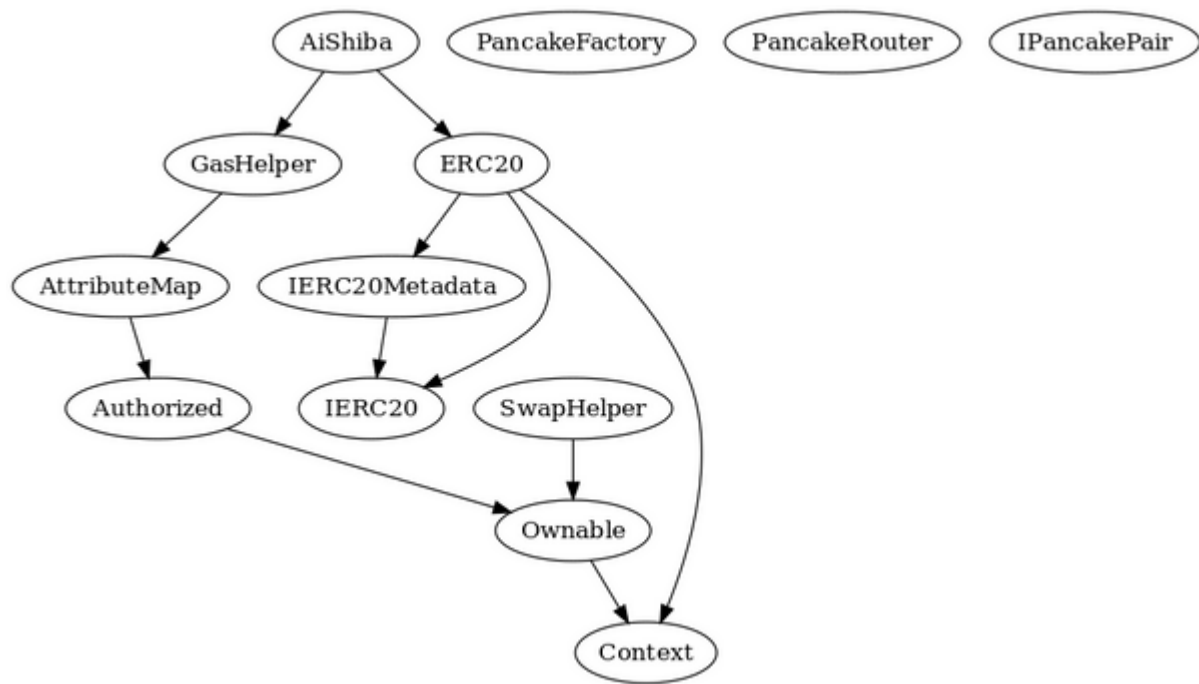 AiShiba
PancakeFactory
PancakeRouter
IPancakePair
GasHelper
ERC20
AttributeMap
IERC20Metadata
Authorized
IERC20
SwapHelper
Ownable
Context